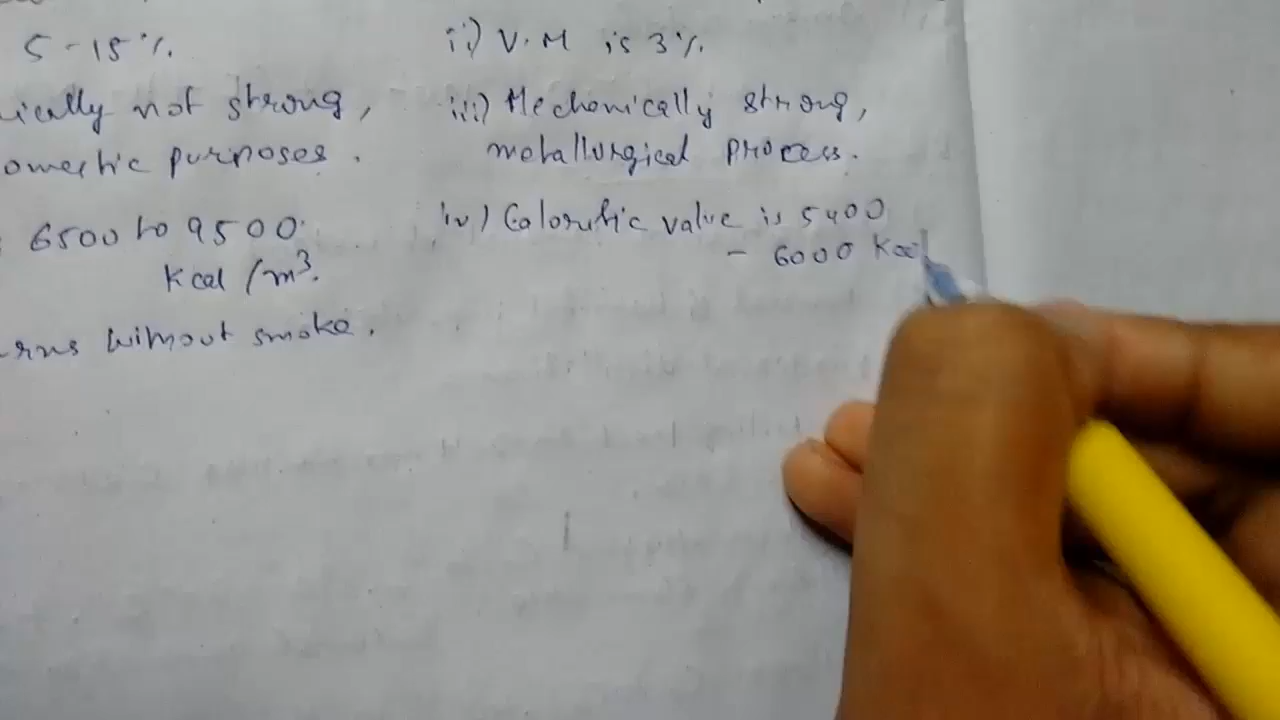 5-15%.
ii) V.M is 3%.
ically not strong,
iii) Mechanically strong,
omestic purposes.
metallurgical process.
6500 to 9500
iv) Calorific value is 5400
- 6000 Kcal
Kcal/m³.
rns without smoke.